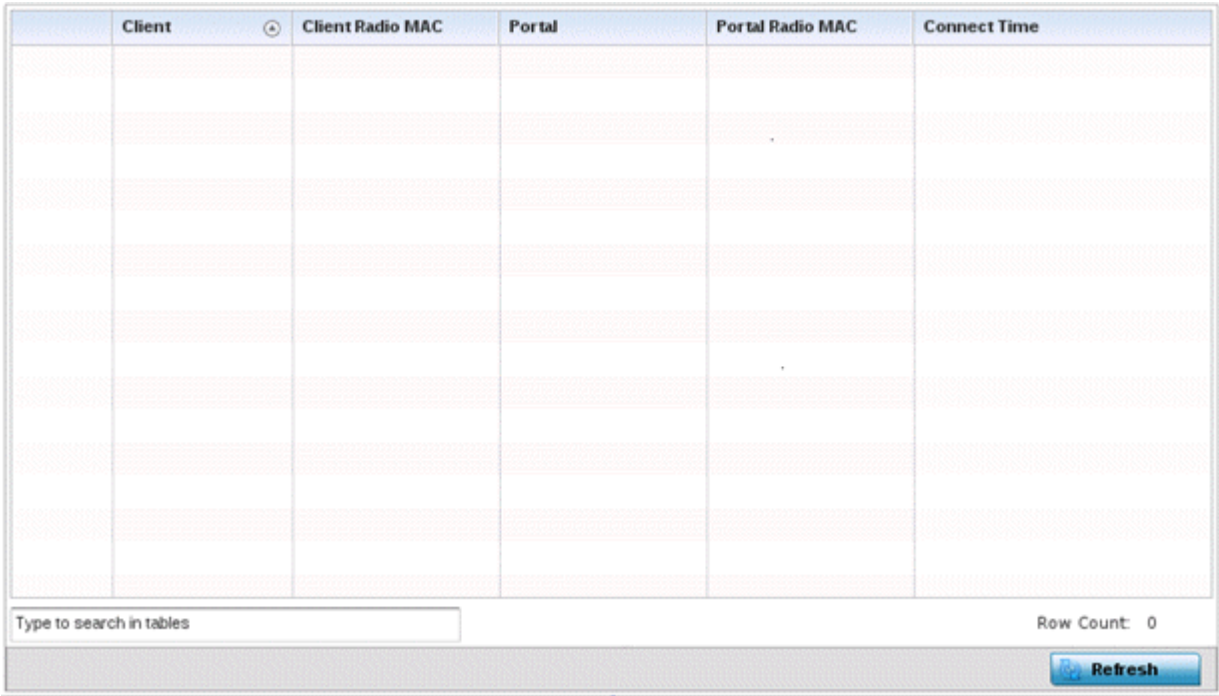 Client Client Radio MAC Portal Portal Radio MAC Connect Time
Type to search in tables Row Count: 0
Refresh